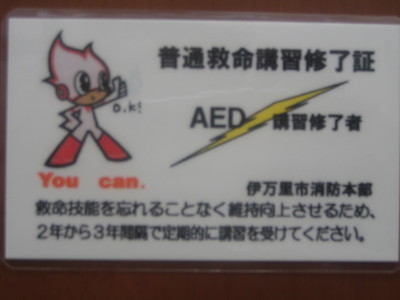 普通救命講習修了証
O.K!
AED 講習修了者
You can.
伊万里市消防本部
救命技能を忘れることなく維持向上させるため、
2年から3年間隔で定期的に講習を受けてください。